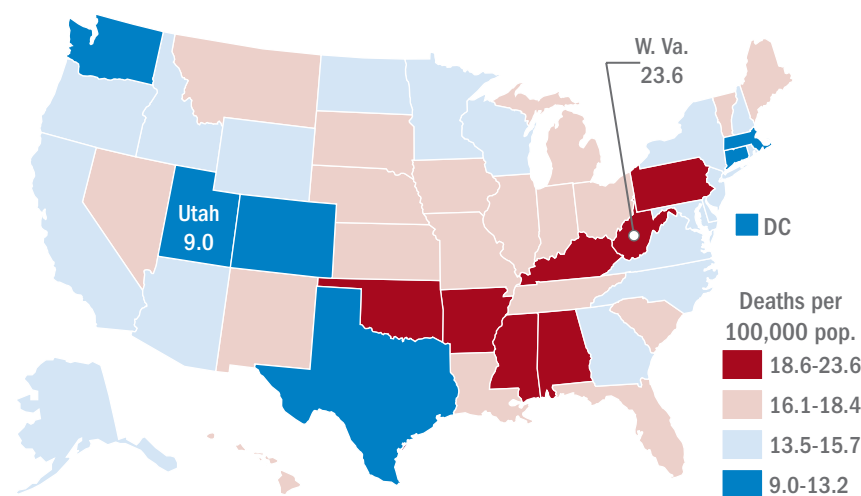 W. Va.
23.6
Utah
9.0
DC
Deaths per
100,000 pop.
18.6-23.6
16.1-18.4
13.5-15.7
9.0-13.2